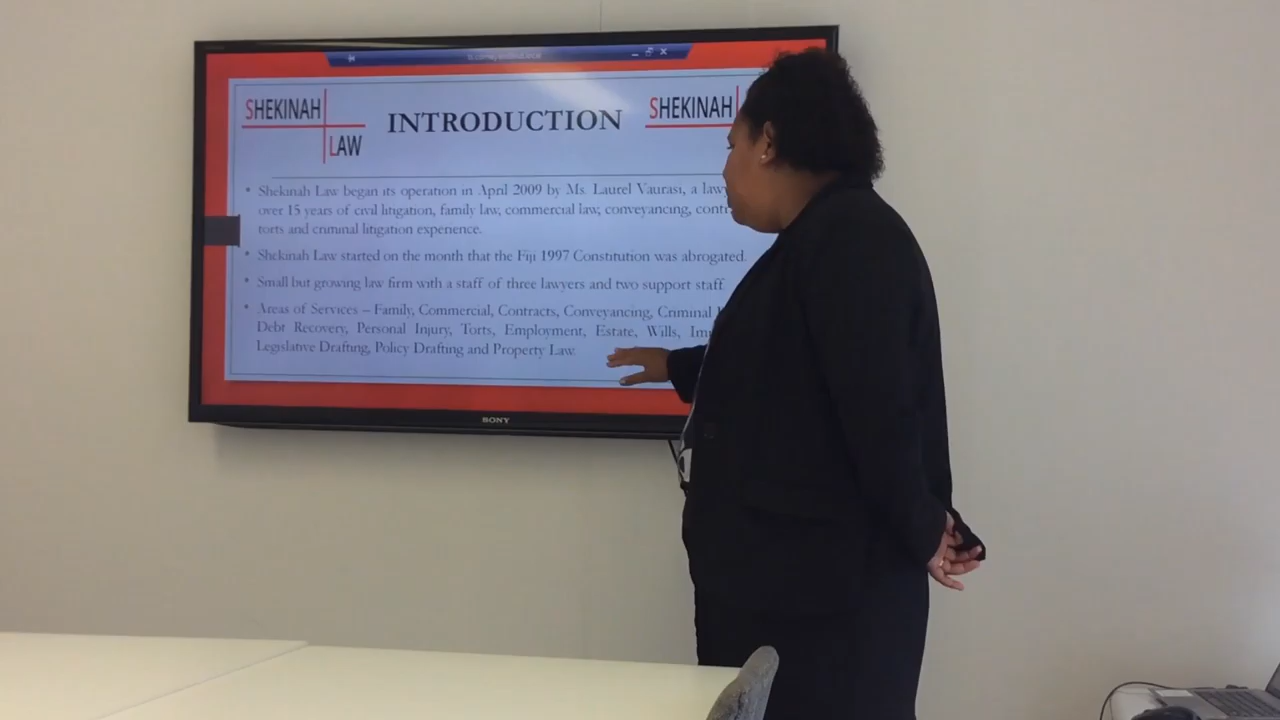 SHEKINAH
LAW
INTRODUCTION
SHEKINAH
• Shekinah Law began its operation in April 2009 by Ms. Laurel Vaurasi, a
over 15 years of civil litigation, family law, commercial law, conveyancing,
torts and criminal litigation experience.
• Shekinah Law started on the month that the Fiji 1997 Constitution was abrogated.
• Small but growing law firm with a staff of three lawyers and two support staff
• Areas of Services – Family, Commercial, Contracts, Conveyancing, Criminal
Debt Recovery, Personal Injury, Torts, Employment, Estate, Wills,
Legislative Drafting, Policy Drafting and Property Law.
SONY